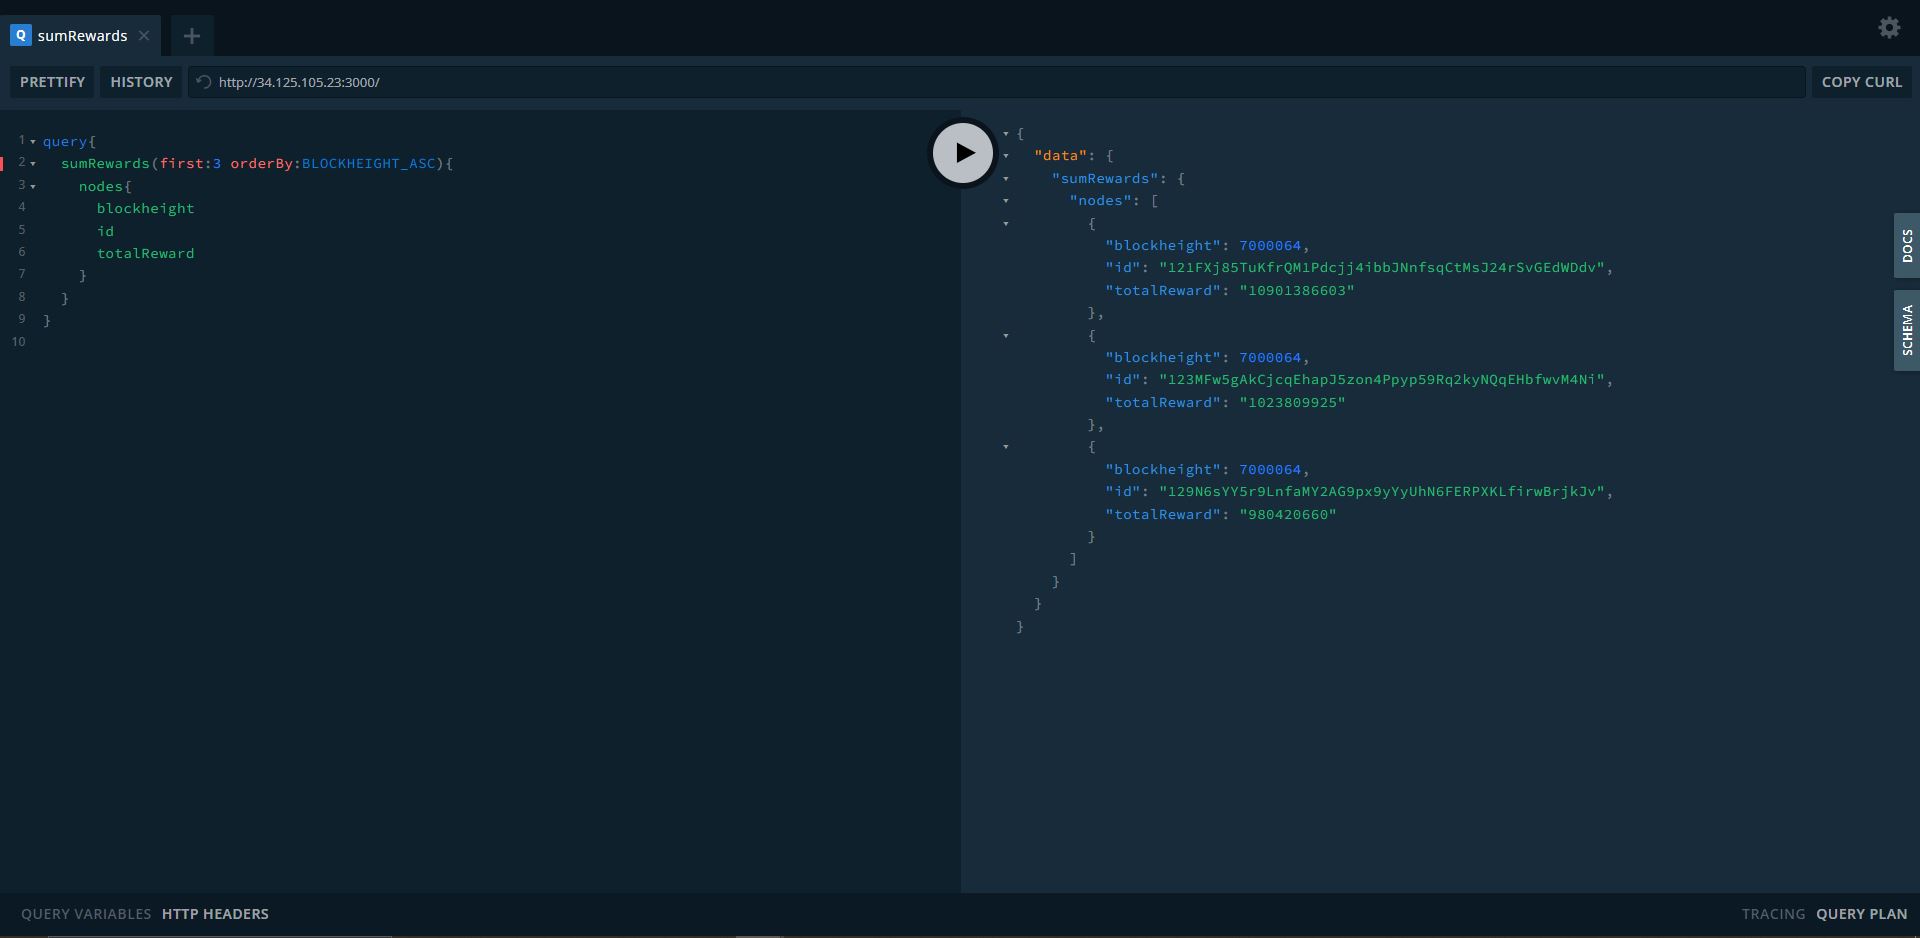 Q sumRewards
PRETTIFY HISTORY http://34.125.105.23:3000/ COPY CURL
1 query{
2 sumRewards(first:3 orderBy:BLOCKHEIGHT_ASC){
3 nodes{
4 blockheight
5 id
6 totalReward
7 }
8 }
9 }
10
{
"data": {
"sumRewards": {
"nodes": [
{
"blockheight": 7000064,
"id": "121FXj85TuKfrQM1Pdcjj4ibbJNnfsqCtMsJ24rSvGEdWDdv",
"totalReward": "10901386603"
},
{
"blockheight": 7000064,
"id": "123MFw5gAkCjcqEhapJ5zon4Ppyp59Rq2kyNQqEHbfwvM4Ni",
"totalReward": "1023809925"
},
{
"blockheight": 7000064,
"id": "129N6sYY5r9LnfaMY2AG9px9yYyUhN6FERPXKLfirwBrjkJv",
"totalReward": "980420660"
}
]
}
}
}
DOCS
SCHEMA
QUERY VARIABLES HTTP HEADERS
TRACING QUERY PLAN